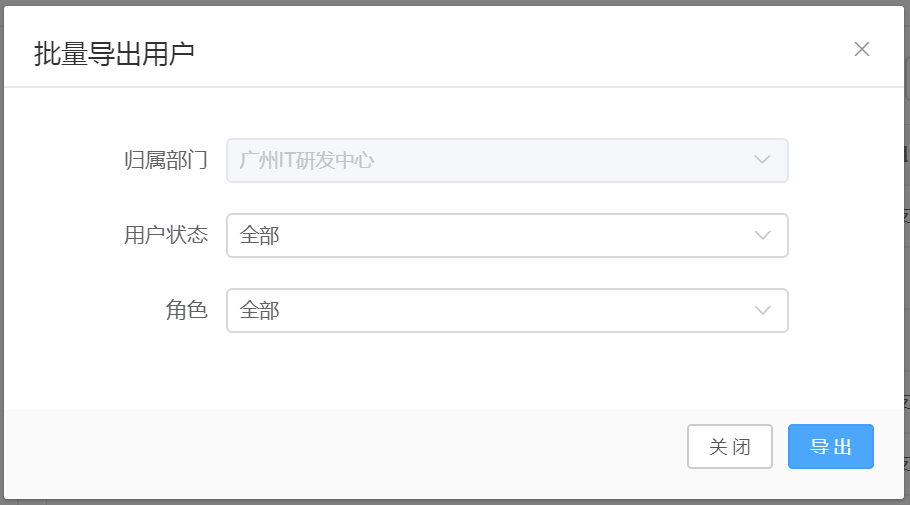 批量导出用户
归属部门 广州IT研发中心
用户状态 全部
角色 全部
关 闭 导 出